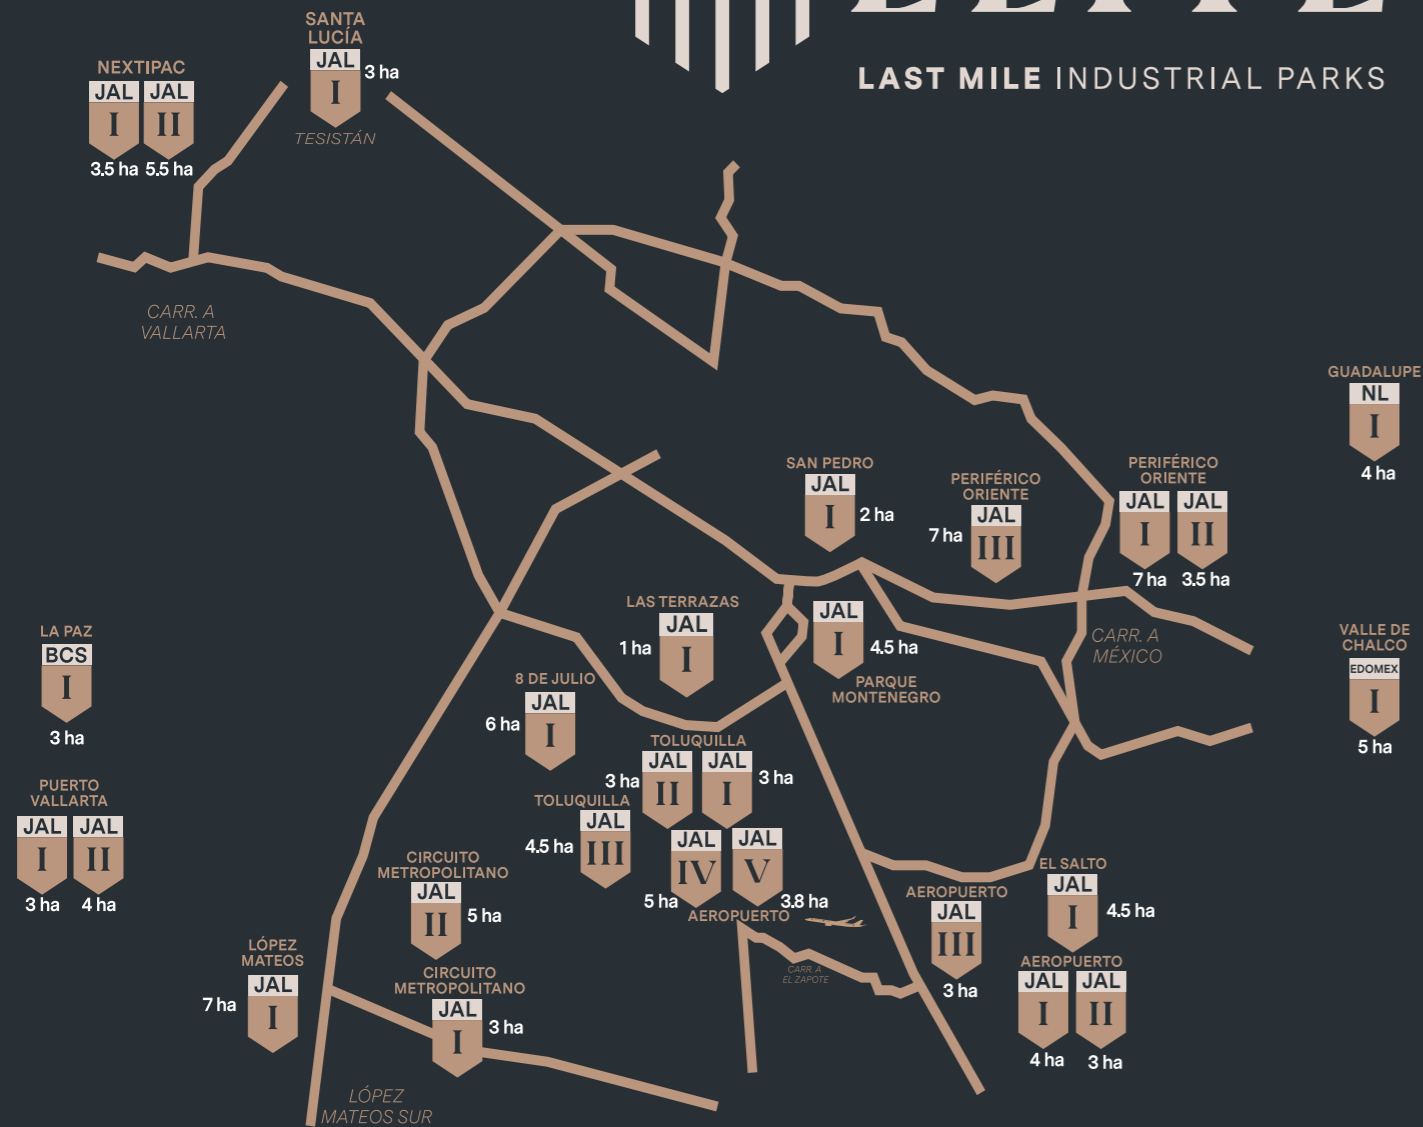 LAST MILE INDUSTRIAL PARKS
SANTA
LUCÍA
JAL
I
3 ha
TESISTÁN
NEXTIPAC
JAL JAL
I II
3.5 ha 5.5 ha
CARR. A
VALLARTA
GUADALUPE
NL
I
4 ha
SAN PEDRO
JAL
I
2 ha
PERIFÉRICO
ORIENTE
JAL
III
7 ha
PERIFÉRICO
ORIENTE
JAL JAL
I II
7 ha 3.5 ha
LAS TERRAZAS
JAL
I
1 ha
JAL
I
4.5 ha
PARQUE
MONTENEGRO
CARR. A
MÉXICO
VALLE DE
CHALCO
EDOMEX
I
5 ha
LA PAZ
BCS
I
3 ha
8 DE JULIO
JAL
I
6 ha
TOLUQUILLA
JAL JAL
3 ha II I 3 ha
TOLUQUILLA
JAL
III
4.5 ha
JAL JAL
IV V
5 ha 3.8 ha
AEROPUERTO
PUERTO
VALLARTA
JAL JAL
I II
3 ha 4 ha
CIRCUITO
METROPOLITANO
JAL
II
5 ha
EL SALTO
JAL
I
4.5 ha
AEROPUERTO
JAL
III
3 ha
CARR. A
EL ZAPOTE
LÓPEZ
MATEOS
JAL
I
7 ha
CIRCUITO
METROPOLITANO
JAL
I
3 ha
AEROPUERTO
JAL JAL
I II
4 ha 3 ha
LÓPEZ
MATEOS SUR